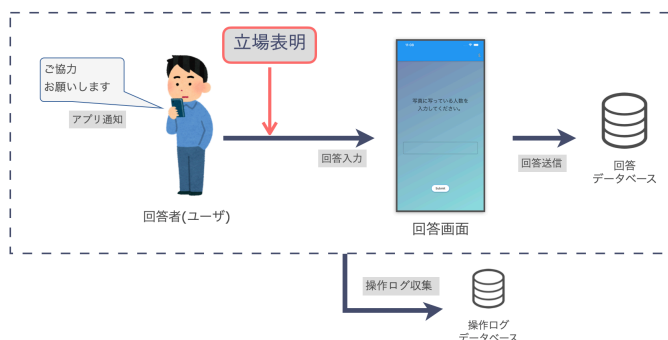 立場表明
ご協力
お願いします
アプリ通知
写真に写っている人数を
入力してください。
Submit
回答入力
回答送信
回答
データベース
回答者(ユーザ)
回答画面
操作ログ収集
操作ログ
データベース